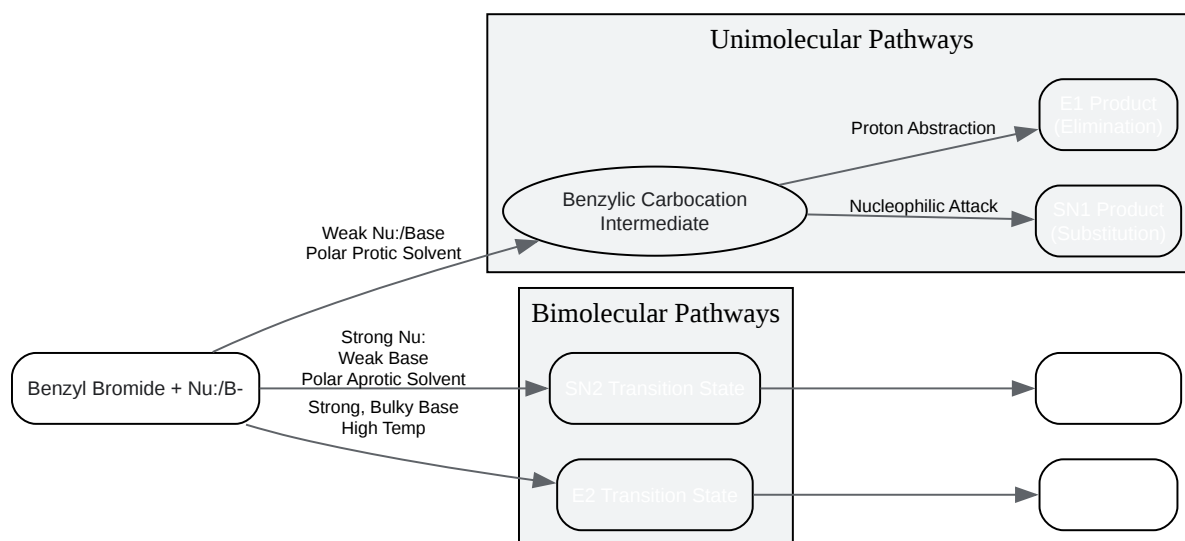 Unimolecular Pathways
E1 Product
(Elimination)
Proton Abstraction
Benzylic Carbocation
Intermediate
Nucleophilic Attack
SN1 Product
(Substitution)
Weak Nu:/Base
Polar Protic Solvent
Bimolecular Pathways
Strong Nu:
Weak Base
Polar Aprotic Solvent
SN2 Transition State
Benzyl Bromide + Nu:/B-
Strong, Bulky Base
High Temp
E2 Transition State